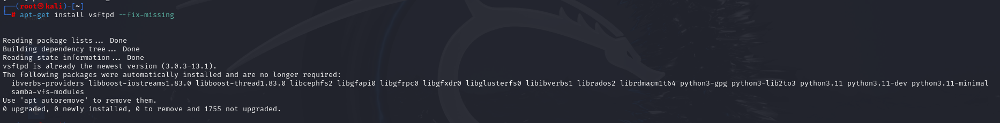 ┌──(root㉿kali)-[~]
└─# apt-get install vsftpd --fix-missing
Reading package lists... Done
Building dependency tree... Done
Reading state information... Done
vsftpd is already the newest version (3.0.3-13.1).
The following packages were automatically installed and are no longer required:
ibverbs-providers libboost-iostreams1.83.0 libboost-thread1.83.0 libcephfs2 libgfapi0 libgfrpc0 libgfxdr0 libglusterfs0 libibverbs1 librados2 librdmacm1t64 python3-gpg python3-lib2to3 python3.11 python3.11-dev python3.11-minimal
samba-vfs-modules
Use 'apt autoremove' to remove them.
0 upgraded, 0 newly installed, 0 to remove and 1755 not upgraded.